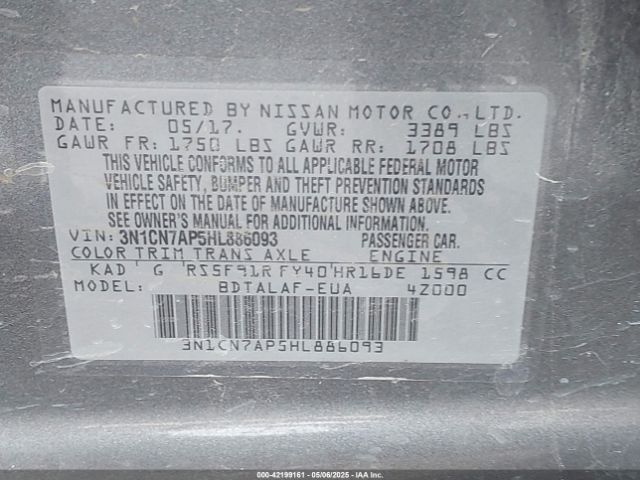 MANUFACTURED BY NISSAN MOTOR CO., LTD.
DATE: 05/17. GVWR: 3389 LBS
GAWR FR: 1750 LBS GAWR RR: 1708 LBS
THIS VEHICLE CONFORMS TO ALL APPLICABLE FEDERAL MOTOR
VEHICLE SAFETY, BUMPER AND THEFT PREVENTION STANDARDS
IN EFFECT ON THE DATE OF MANUFACTURE SHOWN ABOVE.
SEE OWNER'S MANUAL FOR ADDITIONAL INFORMATION.
VIN: 3N1CN7AP5HL886093 PASSENGER CAR.
COLOR TRIM TRANS AXLE ENGINE
KAD ' G 'RS5F91R FY40'HR16DE 1598 CC
MODEL: BDTALAF-EUA 4Z000
3N1CN7AP5HL886093
000-42199161 - 05/06/2025 - IAA Inc.